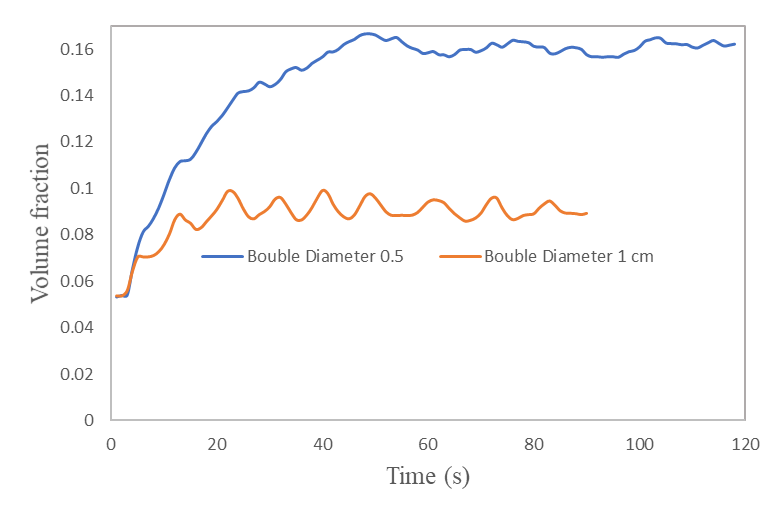 Volume fraction
0.16
0.14
0.12
0.1
0.08
0.06
0.04
0.02
0
Bouble Diameter 0.5
Bouble Diameter 1 cm
0 20 40 60 80 100 120
Time (s)